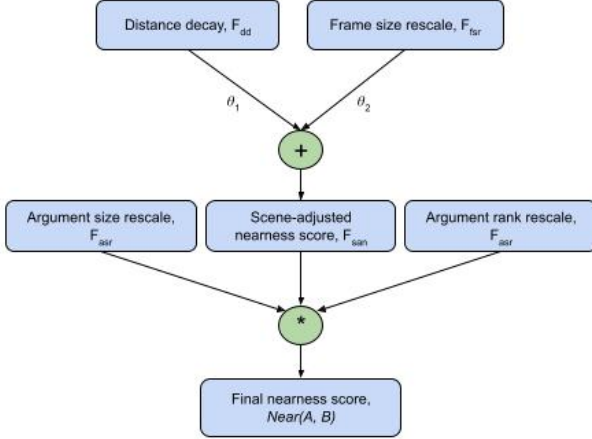 Distance decay, F_dd
Frame size rescale, F_fsr
θ_1
θ_2
+
Argument size rescale,
F_asr
Scene-adjusted
nearness score, F_san
Argument rank rescale,
F_asr
*
Final nearness score,
Near(A, B)